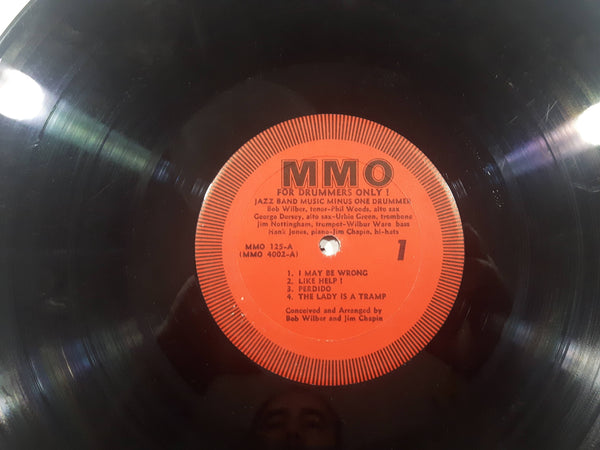 MMO
FOR DRUMMERS ONLY !
JAZZ BAND MUSIC MINUS ONE DRUMMER
Bob Wilber, tenor-Phil Woods, alto sax
George Dorsey, alto sax-Urbie Green, trombone
Jim Nottingham, trumpet-Wilbur Ware bass
Hank Jones, piano-Jim Chapin, hi-hats
MMO 125-A
(MMO 4002-A)
1
1. I MAY BE WRONG
2. LIKE HELP !
3. PERDIDO
4. THE LADY IS A TRAMP
Conceived and Arranged by
Bob Wilber and Jim Chapin